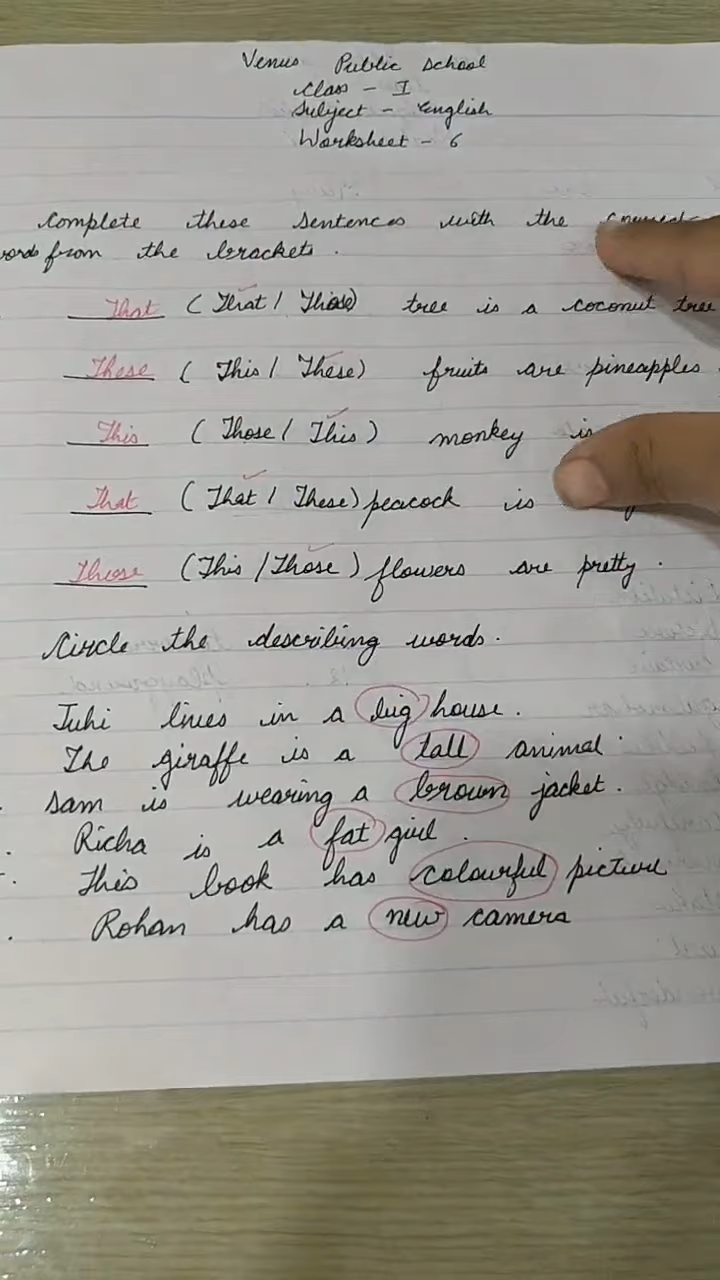 Venus Public School
Class - I
Subject - English
Worksheet - 6
Complete these sentences with the
words from the brackets.
That (That / Those) tree is a coconut tree
These (This / These) fruits are pineapples.
This (Those / This) monkey is
That (That / These) peacock is
Those (This / Those) flowers are pretty.
Circle the describing words.
Juhi lives in a big house.
The giraffe is a tall animal.
Sam is wearing a brown jacket.
Richa is a fat girl.
This book has colourful picture
Rohan has a new camera